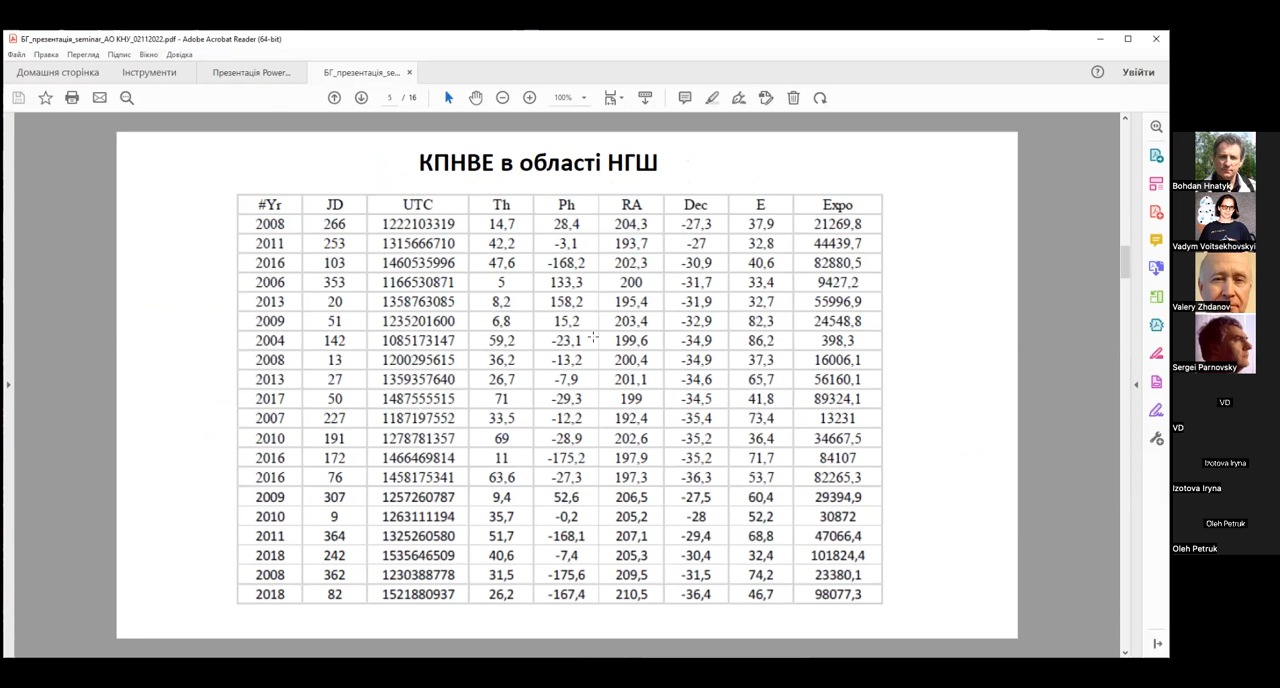 БГ_презентація_seminar_АО КНУ_02112022.pdf - Adobe Acrobat Reader (64-bit)
Файл Правка Перегляд Підпис Вікно Довідка
Домашня сторінка Інструменти Презентація Power... БГ_презентація_se... × Увійти
5 / 16 100%
КПНВЕ в області НГШ
#Yr JD UTC Th Ph RA Dec E Expo
2008 266 1222103319 14,7 28,4 204,3 -27,3 37,9 21269,8
2011 253 1315666710 42,2 -3,1 193,7 -27 32,8 44439,7
2016 103 1460535996 47,6 -168,2 202,3 -30,9 40,6 82880,5
2006 353 1166530871 5 133,3 200 -31,7 33,4 9427,2
2013 20 1358763085 8,2 158,2 195,4 -31,9 32,7 55996,9
2009 51 1235201600 6,8 15,2 203,4 -32,9 82,3 24548,8
2004 142 1085173147 59,2 -23,1 199,6 -34,9 86,2 398,3
2008 13 1200295615 36,2 -13,2 200,4 -34,9 37,3 16006,1
2013 27 1359357640 26,7 -7,9 201,1 -34,6 65,7 56160,1
2017 50 1487555515 71 -29,3 199 -34,5 41,8 89324,1
2007 227 1187197552 33,5 -12,2 192,4 -35,4 73,4 13231
2010 191 1278781357 69 -28,9 202,6 -35,2 36,4 34667,5
2016 172 1466469814 11 -175,2 197,9 -35,2 71,7 84107
2016 76 1458175341 63,6 -27,3 197,3 -36,3 53,7 82265,3
2009 307 1257260787 9,4 52,6 206,5 -27,5 60,4 29394,9
2010 9 1263111194 35,7 -0,2 205,2 -28 52,2 30872
2011 364 1325260580 51,7 -168,1 207,1 -29,4 68,8 47066,4
2018 242 1535646509 40,6 -7,4 205,3 -30,4 32,4 101824,4
2008 362 1230388778 31,5 -175,6 209,5 -31,5 74,2 23380,1
2018 82 1521880937 26,2 -167,4 210,5 -36,4 46,7 98077,3
Bohdan Hnatyk
Vadym Voitsekhovskyi
Valery Zhdanov
Sergei Parnovsky
VD
VD
Izotova Iryna
Izotova Iryna
Oleh Petruk
Oleh Petruk